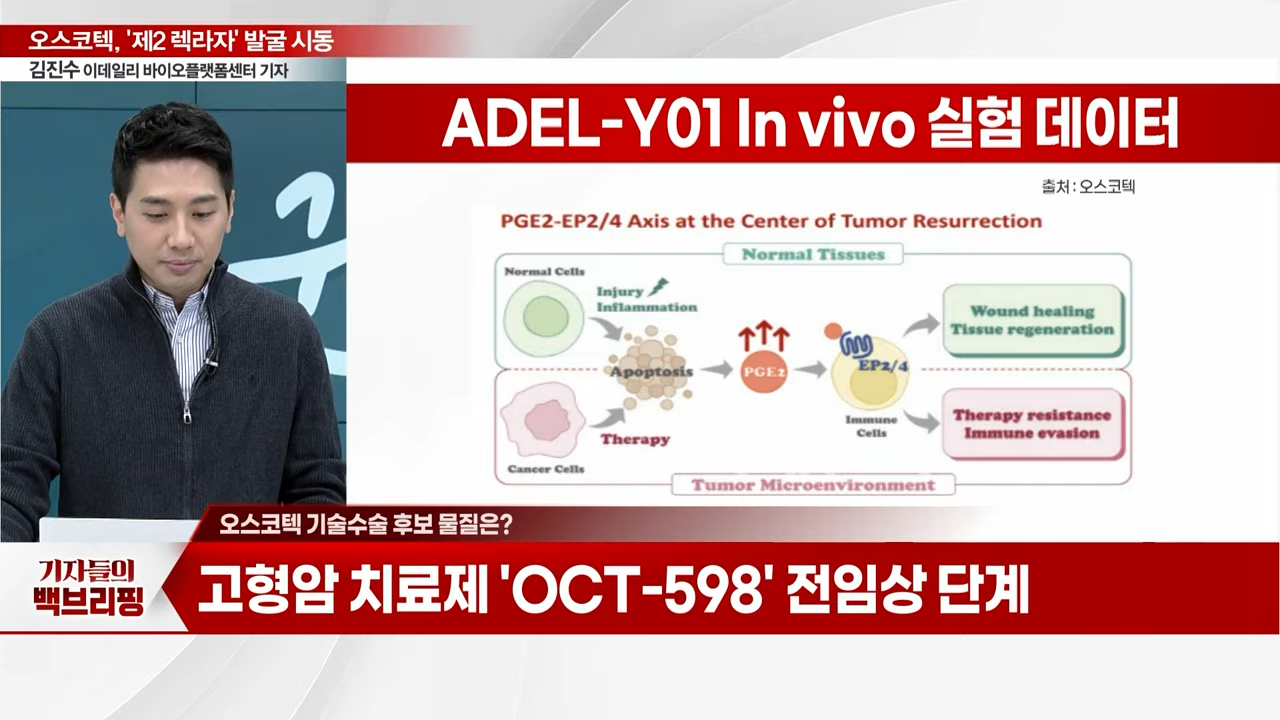 오스코텍, '제2 렉라자' 발굴 시동
김진수 이데일리 바이오플랫폼센터 기자
ADEL-Y01 In vivo 실험 데이터
출처 : 오스코텍
PGE2-EP2/4 Axis at the Center of Tumor Resurrection
Normal Tissues
Normal Cells
Injury
Inflammation
Wound healing
Tissue regeneration
Apoptosis
PGE2
EP2/4
Immune
Cells
Therapy
Cancer Cells
Therapy resistance
Immune evasion
Tumor Microenvironment
오스코텍 기술수술 후보 물질은?
기자들의
백브리핑
고형암 치료제 'OCT-598' 전임상 단계